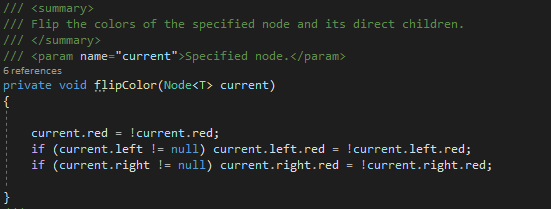 /// <summary>
/// Flip the colors of the specified node and its direct children.
/// </summary>
/// <param name="current">Specified node.</param>
6 references
private void flipColor(Node<T> current)
{
current.red = !current.red;
if (current.left != null) current.left.red = !current.left.red;
if (current.right != null) current.right.red = !current.right.red;
}